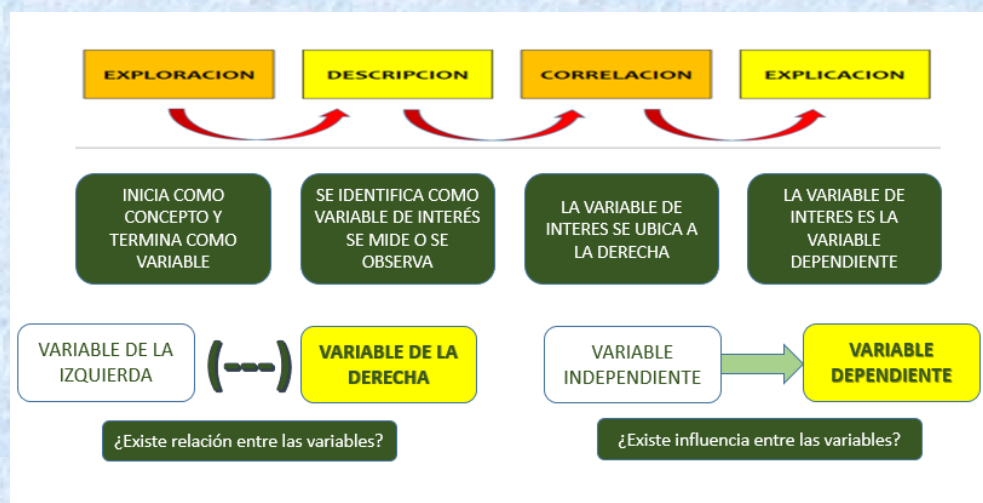 EXPLORACION
DESCRIPCION
CORRELACION
EXPLICACION
INICIA COMO
CONCEPTO Y
TERMINA COMO
VARIABLE
SE IDENTIFICA COMO
VARIABLE DE INTERÉS
SE MIDE O SE
OBSERVA
LA VARIABLE DE
INTERES SE UBICA A
LA DERECHA
LA VARIABLE DE
INTERES ES LA
VARIABLE
DEPENDIENTE
VARIABLE DE LA
IZQUIERDA
(---)
VARIABLE DE LA
DERECHA
VARIABLE
INDEPENDIENTE
VARIABLE
DEPENDIENTE
¿Existe relación entre las variables?
¿Existe influencia entre las variables?